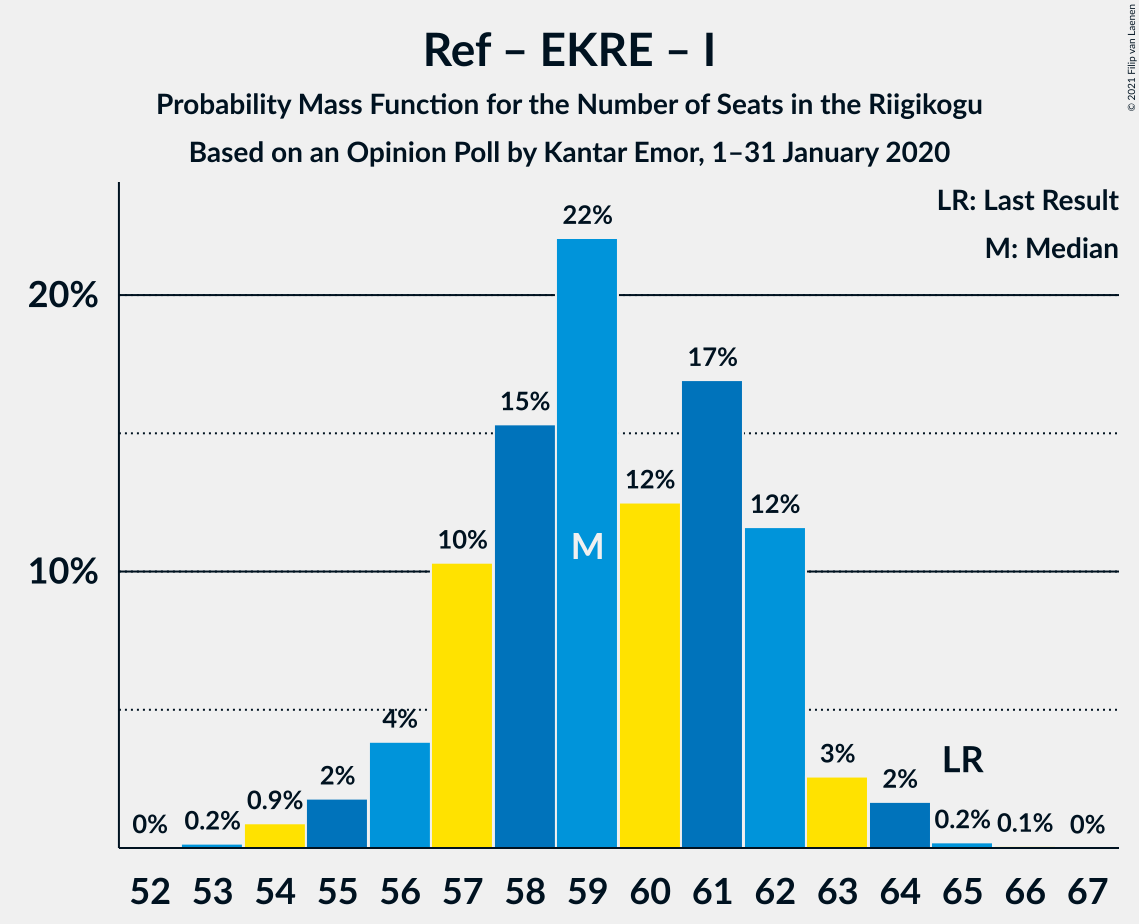 Ref – EKRE – I
Probability Mass Function for the Number of Seats in the Riigikogu
Based on an Opinion Poll by Kantar Emor, 1–31 January 2020
© 2021 Filip van Laenen
LR: Last Result
M: Median
20%
10%
0%
0.2%
0.9%
2%
4%
10%
15%
22%
12%
17%
12%
3%
2%
0.2%
0.1%
0%
M
LR
52 53 54 55 56 57 58 59 60 61 62 63 64 65 66 67